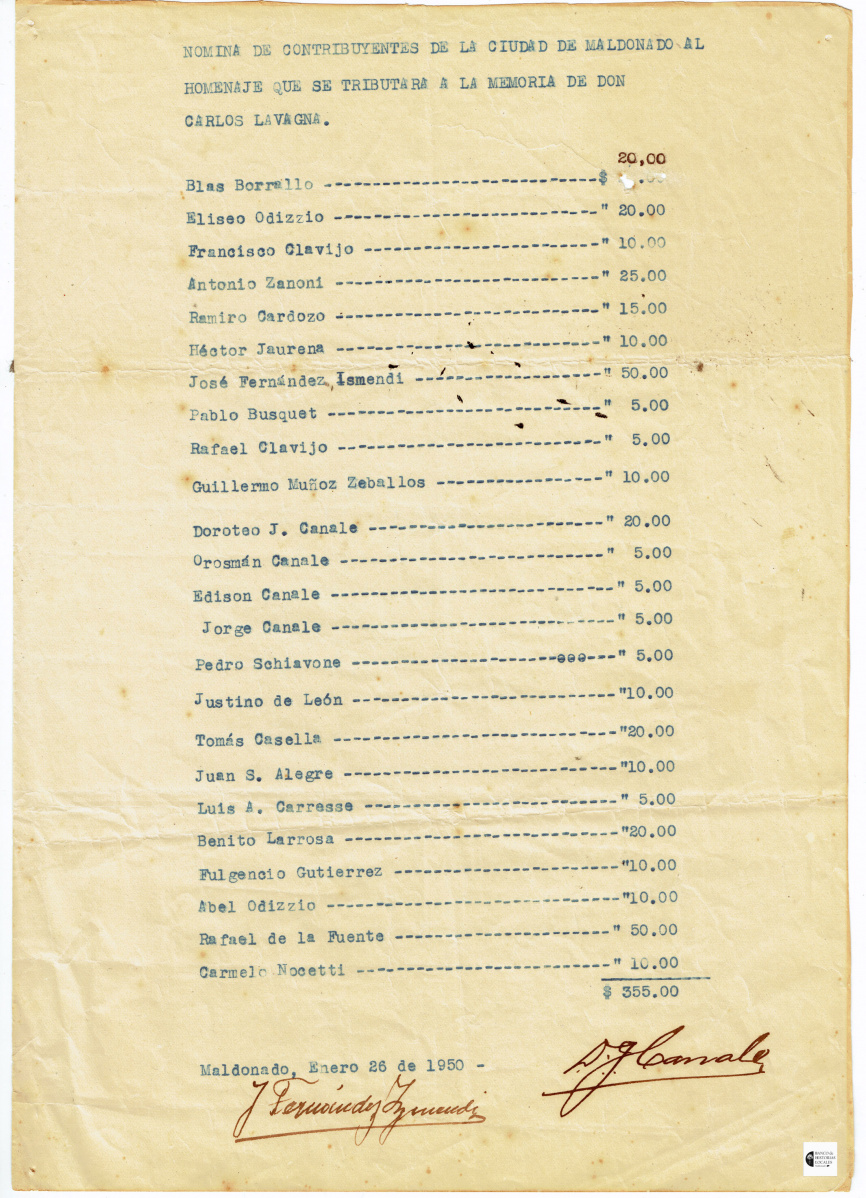 NOMINA DE CONTRIBUYENTES DE LA CIUDAD DE MALDONADO AL
HOMENAJE QUE SE TRIBUTARA A LA MEMORIA DE DON
CARLOS LAVAGNA.
20,00
Blas Borrallo ------------------------------$
Eliseo Odizzio -----------------------------" 20.00
Francisco Clavijo --------------------------" 10.00
Antonio Zanoni -----------------------------" 25.00
Ramiro Cardozo -----------------------------" 15.00
Héctor Jaurena -----------------------------" 10.00
José Fernández Ismendi ---------------------" 50.00
Pablo Busquet ------------------------------" 5.00
Rafael Clavijo -----------------------------" 5.00
Guillermo Muñoz Zeballos -------------------" 10.00
Doroteo J. Canale --------------------------" 20.00
Orosmán Canale -----------------------------" 5.00
Edison Canale -------------------------------" 5.00
Jorge Canale -------------------------------" 5.00
Pedro Schiavone -----------------------eee---" 5.00
Justino de León -----------------------------"10.00
Tomás Casella -------------------------------"20.00
Juan S. Alegre ------------------------------"10.00
Luis A. Carresse ----------------------------" 5.00
Benito Larrosa ------------------------------"20.00
Fulgencio Gutierrez -------------------------"10.00
Abel Odizzio --------------------------------"10.00
Rafael de la Fuente ------------------------" 50.00
Carmelo Nocetti ----------------------------" 10.00
$ 355.00
Maldonado, Enero 26 de 1950 -
D. J Canale
J Fernández Izmendi
BANCO de HISTORIAS LOCALES